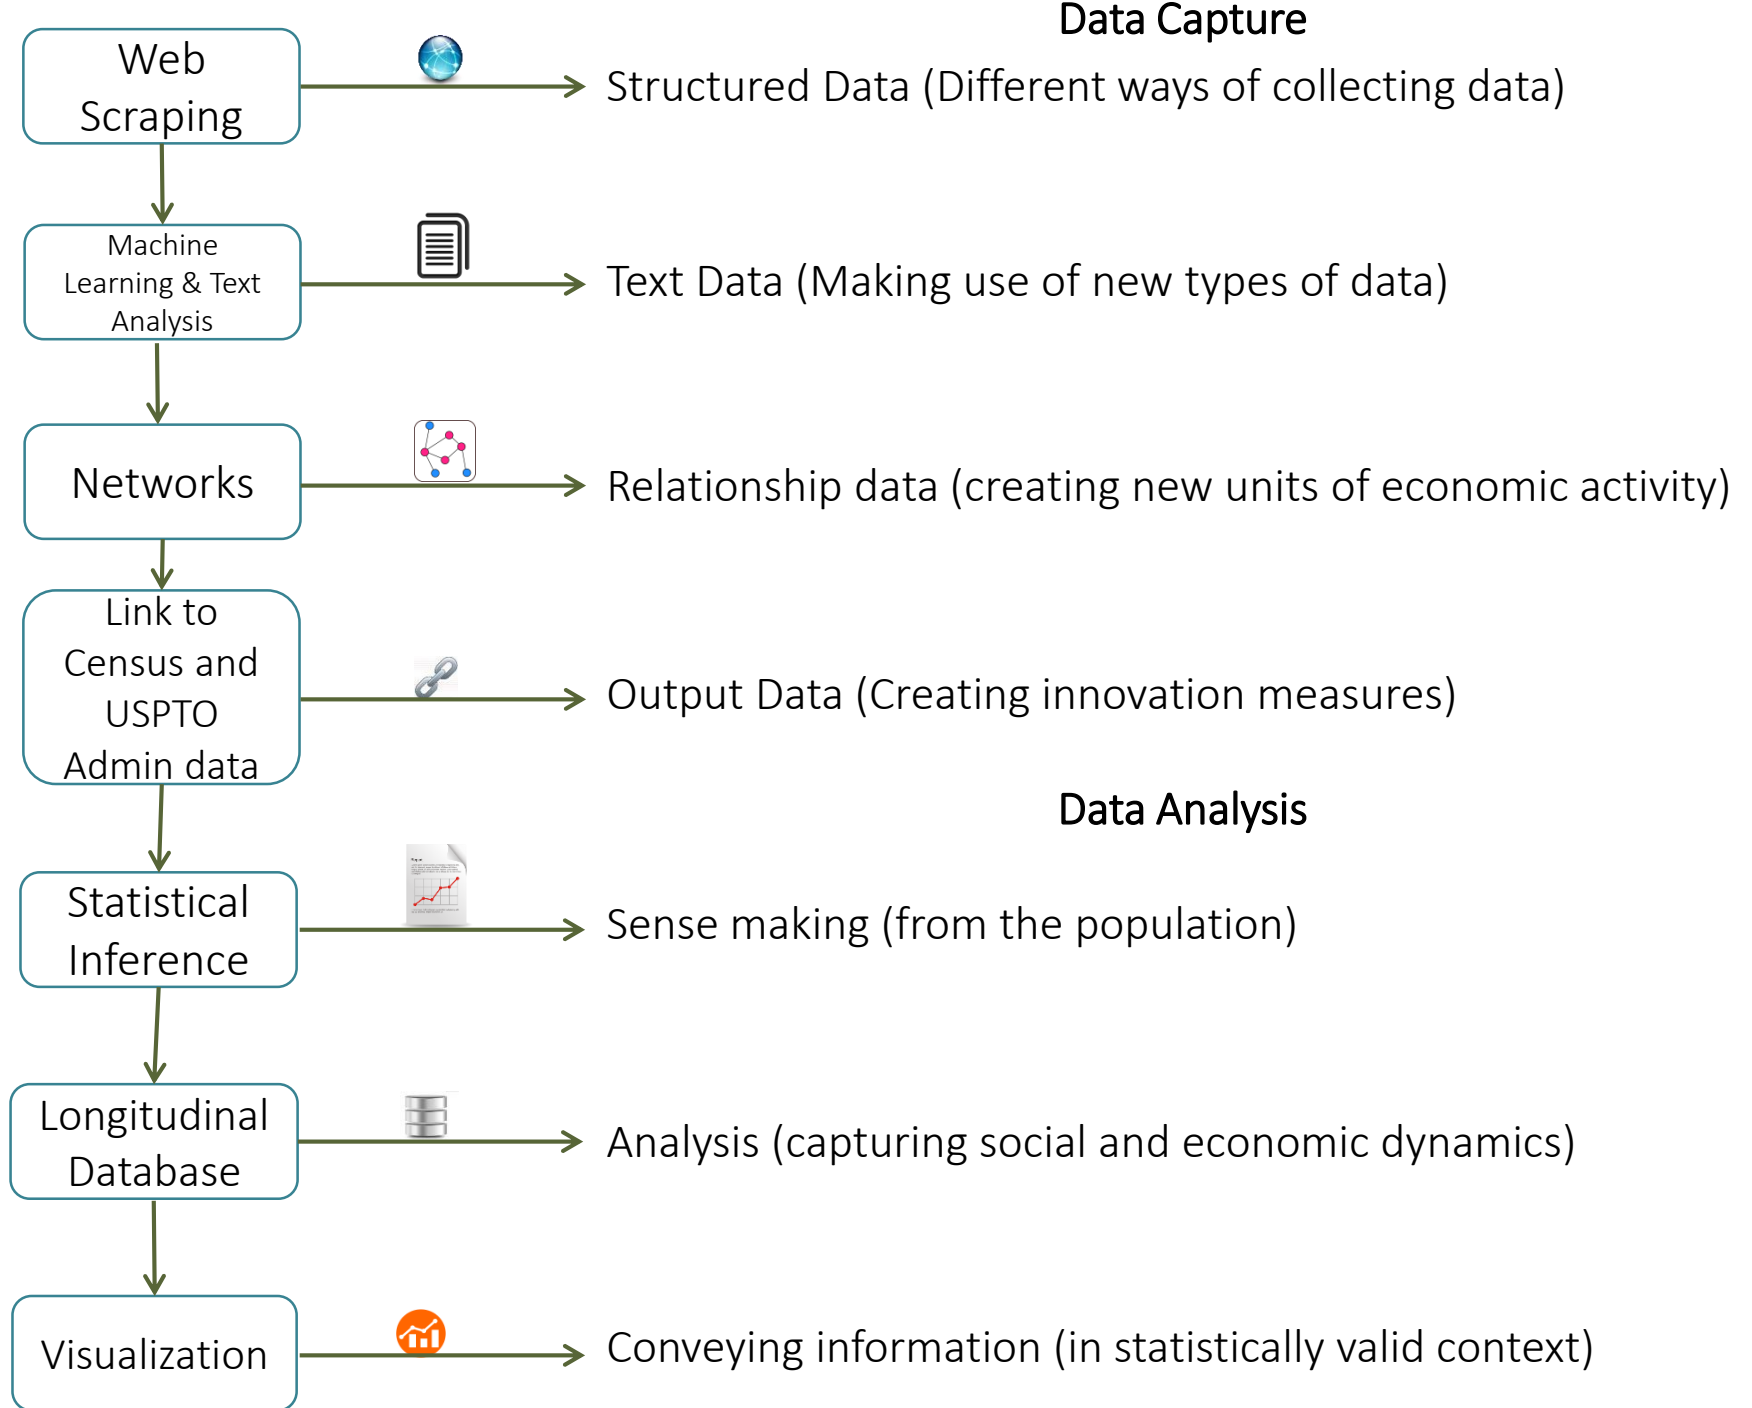 Data Capture
Web
Scraping
Structured Data (Different ways of collecting data)
Machine
Learning & Text
Analysis
Text Data (Making use of new types of data)
Networks
Relationship data (creating new units of economic activity)
Link to
Census and
USPTO
Admin data
Output Data (Creating innovation measures)
Data Analysis
Statistical
Inference
Sense making (from the population)
Longitudinal
Database
Analysis (capturing social and economic dynamics)
Visualization
Conveying information (in statistically valid context)